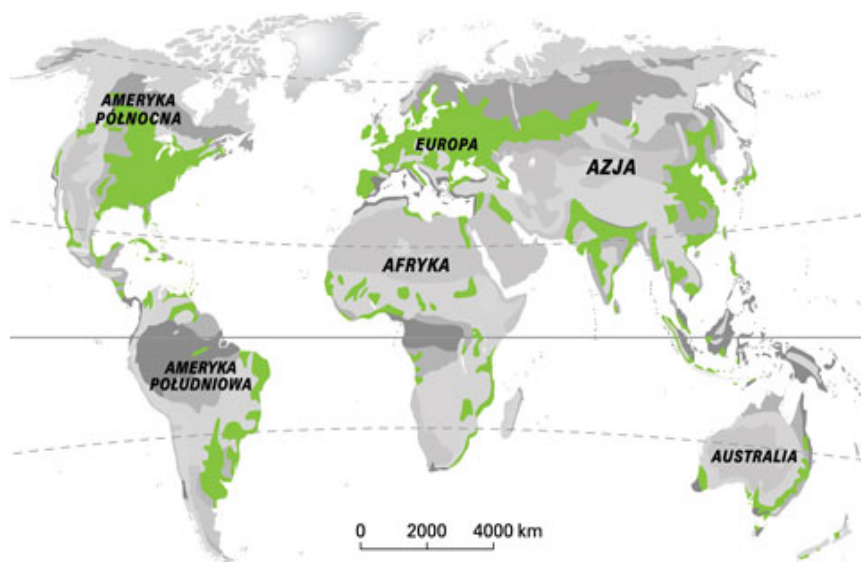 AMERYKA
PÓŁNOCNA
EUROPA
AZJA
AFRYKA
AMERYKA
POŁUDNIOWA
AUSTRALIA
0 2000 4000 km